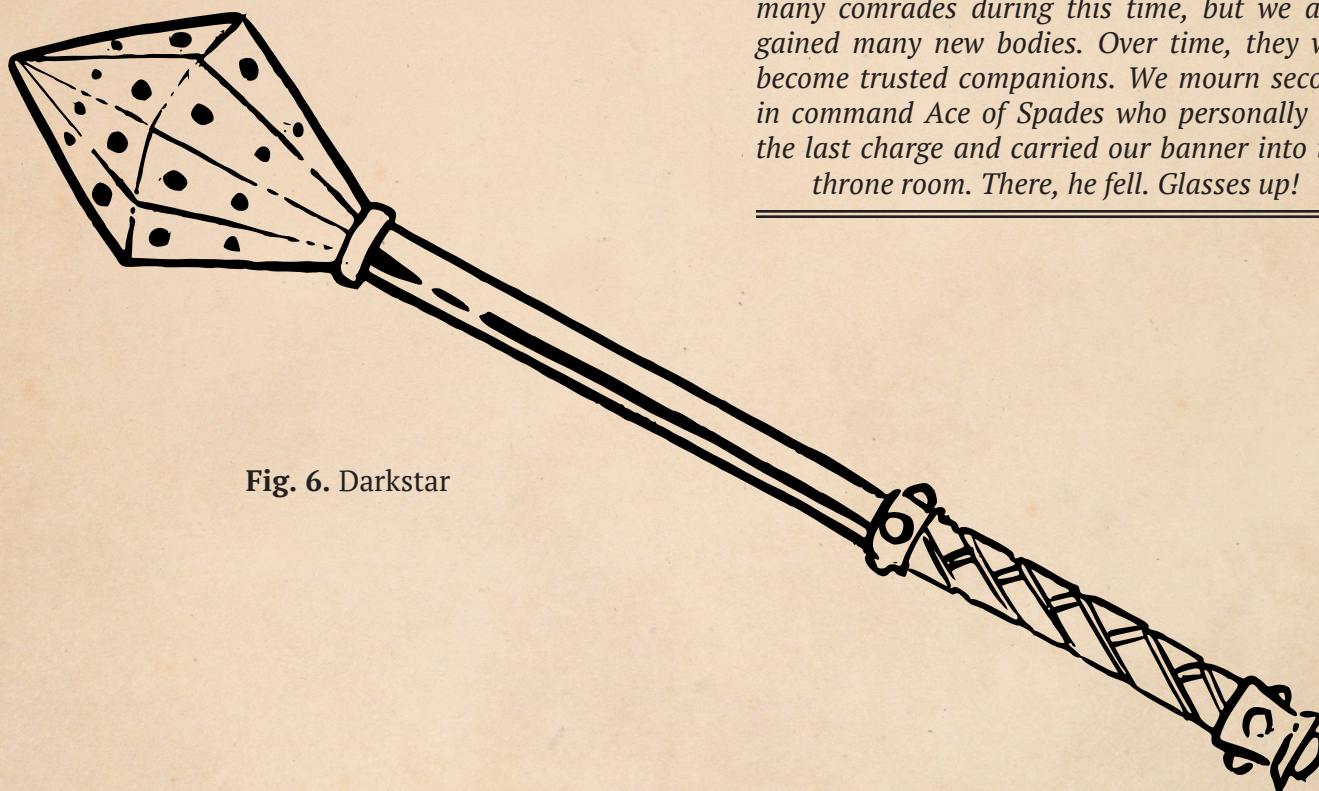 many comrades during this time, but we a
gained many new bodies. Over time, they w
become trusted companions. We mourn seco
in command Ace of Spades who personally
the last charge and carried our banner into
throne room. There, he fell. Glasses up!
Fig. 6. Darkstar